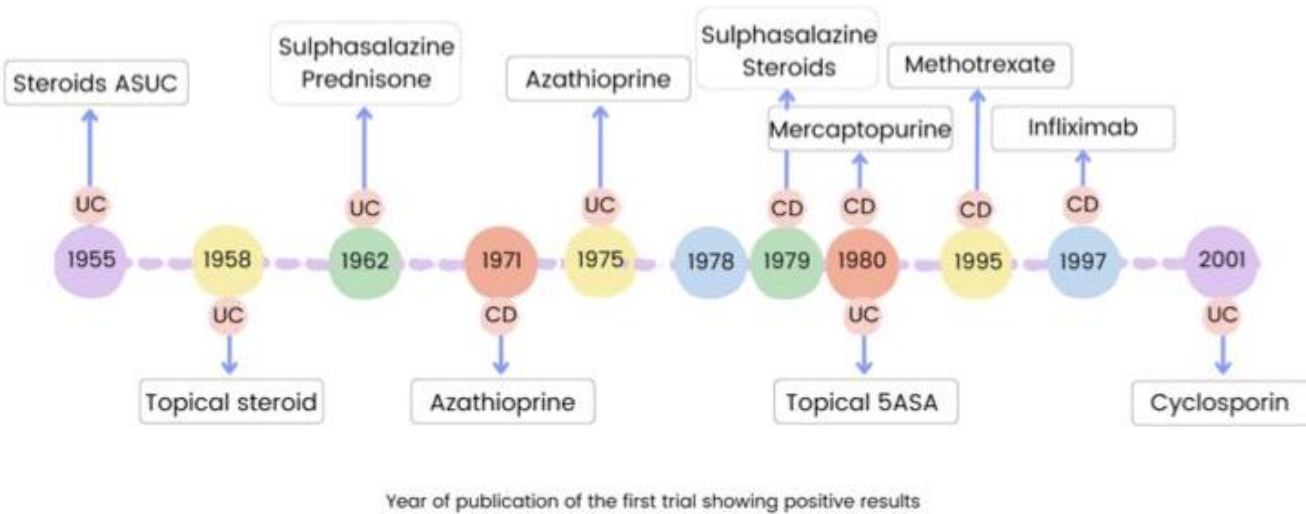 Steroids ASUC
Sulphasalazine
Prednisone
Azathioprine
Sulphasalazine
Steroids
Mercaptopurine
Methotrexate
Infliximab
UC
UC
UC
CD
CD
CD
CD
1955
1958
1962
1971
1975
1978
1979
1980
1995
1997
2001
UC
CD
UC
UC
Topical steroid
Azathioprine
Topical 5ASA
Cyclosporin
Year of publication of the first trial showing positive results